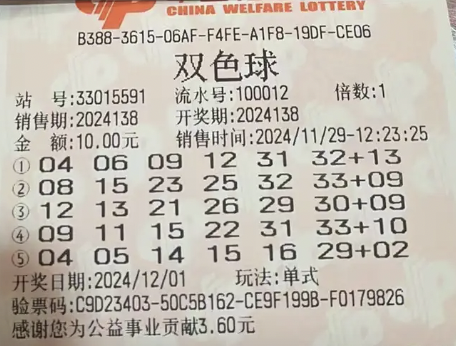 CHINA WELFARE LOTTERY
B388-3615-06AF-F4FE-A1F8-19DF-CE06
双色球
站 号:33015591 流水号:100012 倍数:1
销售期:2024138 开奖期:2024138
金 额:10.00元 销售时间:2024/11/29-12:23:25
① 04 06 09 12 31 32+13
② 08 15 23 25 32 33+09
③ 12 13 21 26 29 30+09
④ 09 11 15 22 31 33+10
⑤ 04 05 14 15 16 29+02
开奖日期:2024/12/01 玩法:单式
验票码:C9D23403-50C5B162-CE9F199B-F0179826
感谢您为公益事业贡献3.60元